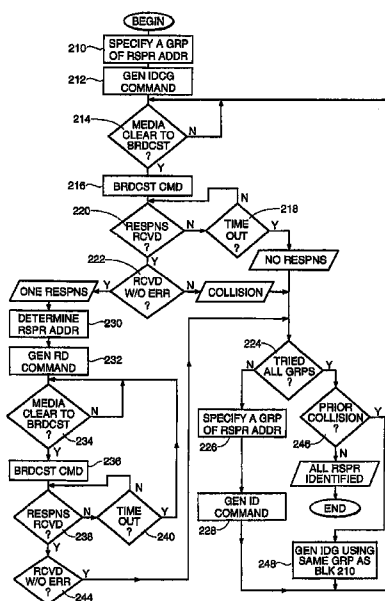 BEGIN
210
SPECIFY A GRP
OF RESPR ADDR
212
GEN IDCG
COMMAND
214
MEDIA
CLEAR TO
BRDCST
?
N
Y
216
BRDCST CMD
220
RESPNS
RCVD
?
N
TIME
OUT
?
218
N
Y
NO RESPNS
Y
222
RCVD
W/O ERR
?
N
COLLISION
Y
ONE RESPNS
DETERMINE
RSPR ADDR
230
GEN RD
COMMAND
232
MEDIA
CLEAR TO
BRDCST
?
N
234
Y
BRDCST CMD
236
RESPNS
RCVD
?
N
238
TIME
OUT
?
240
N
Y
Y
RCVD
W/O ERR
?
Y
244
224
TRIED
ALL GRPS
?
N
Y
SPECIFY A GRP
OF RESPR ADDR
226
GEN ID
COMMAND
228
PRIOR
COLLISION
?
246
Y
N
ALL RSPR
IDENTIFIED
END
GEN IDG USING
SAME GRP AS
BLK 210
248